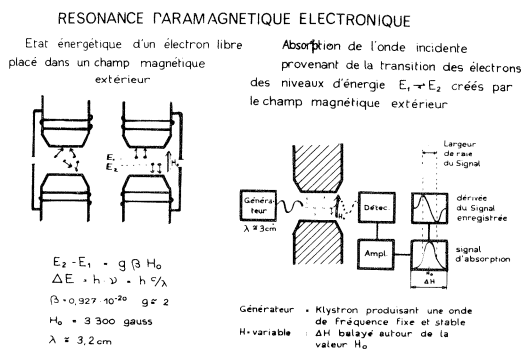 RESONANCE PARAMAGNETIQUE ELECTRONIQUE
Etat énergétique d'un électron libre
placé dans un champ magnétique
extérieur
Absorption de l'onde incidente
provenant de la transition des électrons
des niveaux d'énergie E₁ → E₂ créés par
le champ magnétique extérieur
E₁
E₂
H₀
Largeur
de raie
du Signal
Généra-
teur
λ ≈ 3cm
H₀
Détec.
Ampl.
dérivée
du Signal
enregistrée
signal
d'absorption
H₀
ΔH
E₂ - E₁ = g β H₀
ΔE = h ν = h c/λ
β = 0,927 10⁻²⁰ g = 2
H₀ = 3 300 gauss
λ ≈ 3,2 cm
Générateur = Klystron produisant une onde
de fréquence fixe et stable
H = variable : ΔH balayé autour de la
valeur H₀